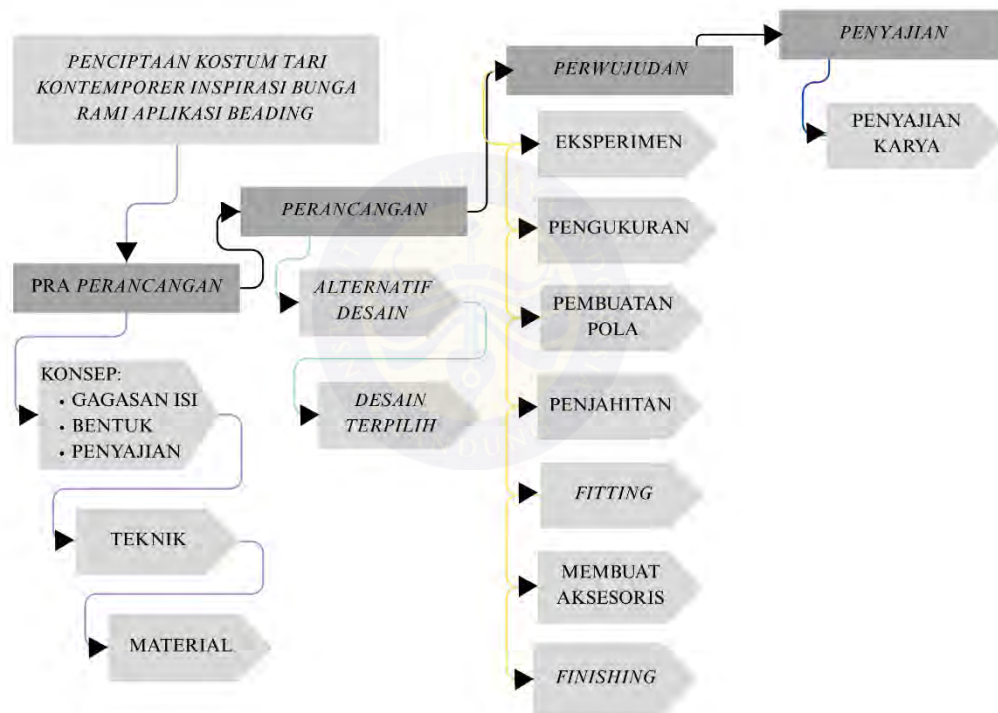 PENCIPTAAN KOSTUM TARI
KONTEMPORER INSPIRASI BUNGA
RAMI APLIKASI BEADING
PRA PERANCANGAN
KONSEP:
• GAGASAN ISI
• BENTUK
• PENYAJIAN
TEKNIK
MATERIAL
PERANCANGAN
ALTERNATIF
DESAIN
DESAIN
TERPILIH
PERWUJUDAN
EKSPERIMEN
PENGUKURAN
PEMBUATAN
POLA
PENJAHITAN
FITTING
MEMBUAT
AKSESORIS
FINISHING
PENYAJIAN
PENYAJIAN
KARYA